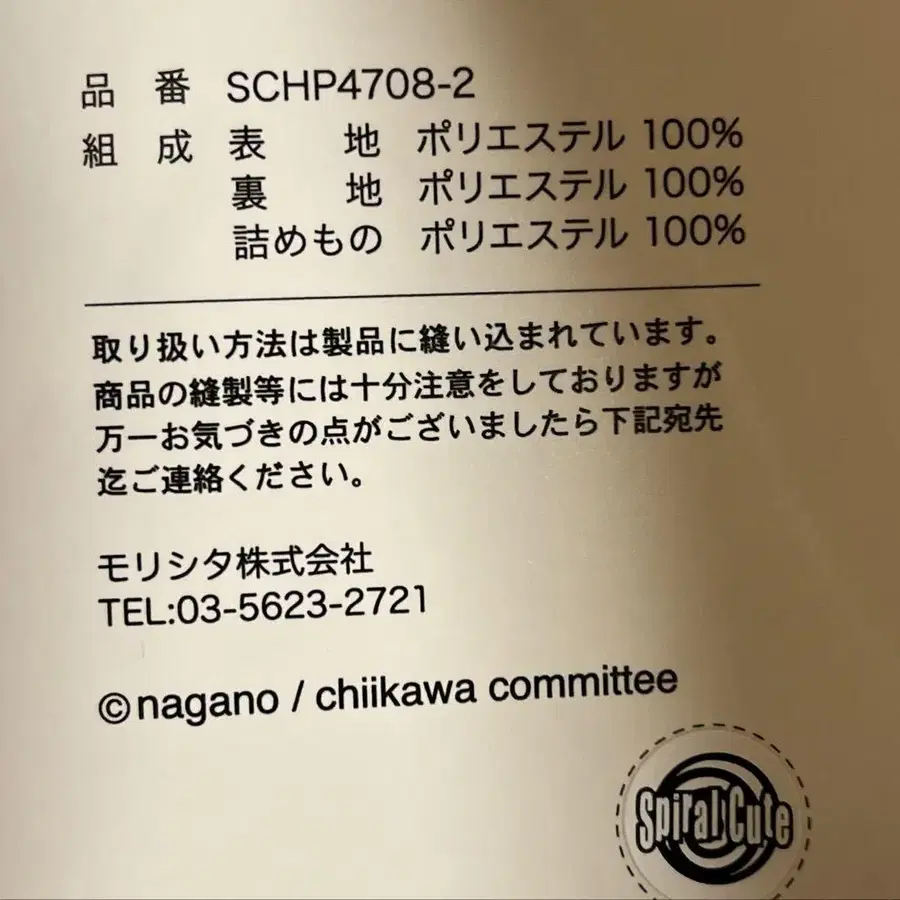 品 番 SCHP4708-2
組 成 表 地 ポリエステル 100%
裏 地 ポリエステル 100%
詰めもの ポリエステル 100%
取り扱い方法は製品に縫い込まれています。
商品の縫製等には十分注意をしておりますが
万一お気づきの点がございましたら下記宛先
迄ご連絡ください。
モリシタ株式会社
TEL:03-5623-2721
©nagano / chiikawa committee
Spiral Cute